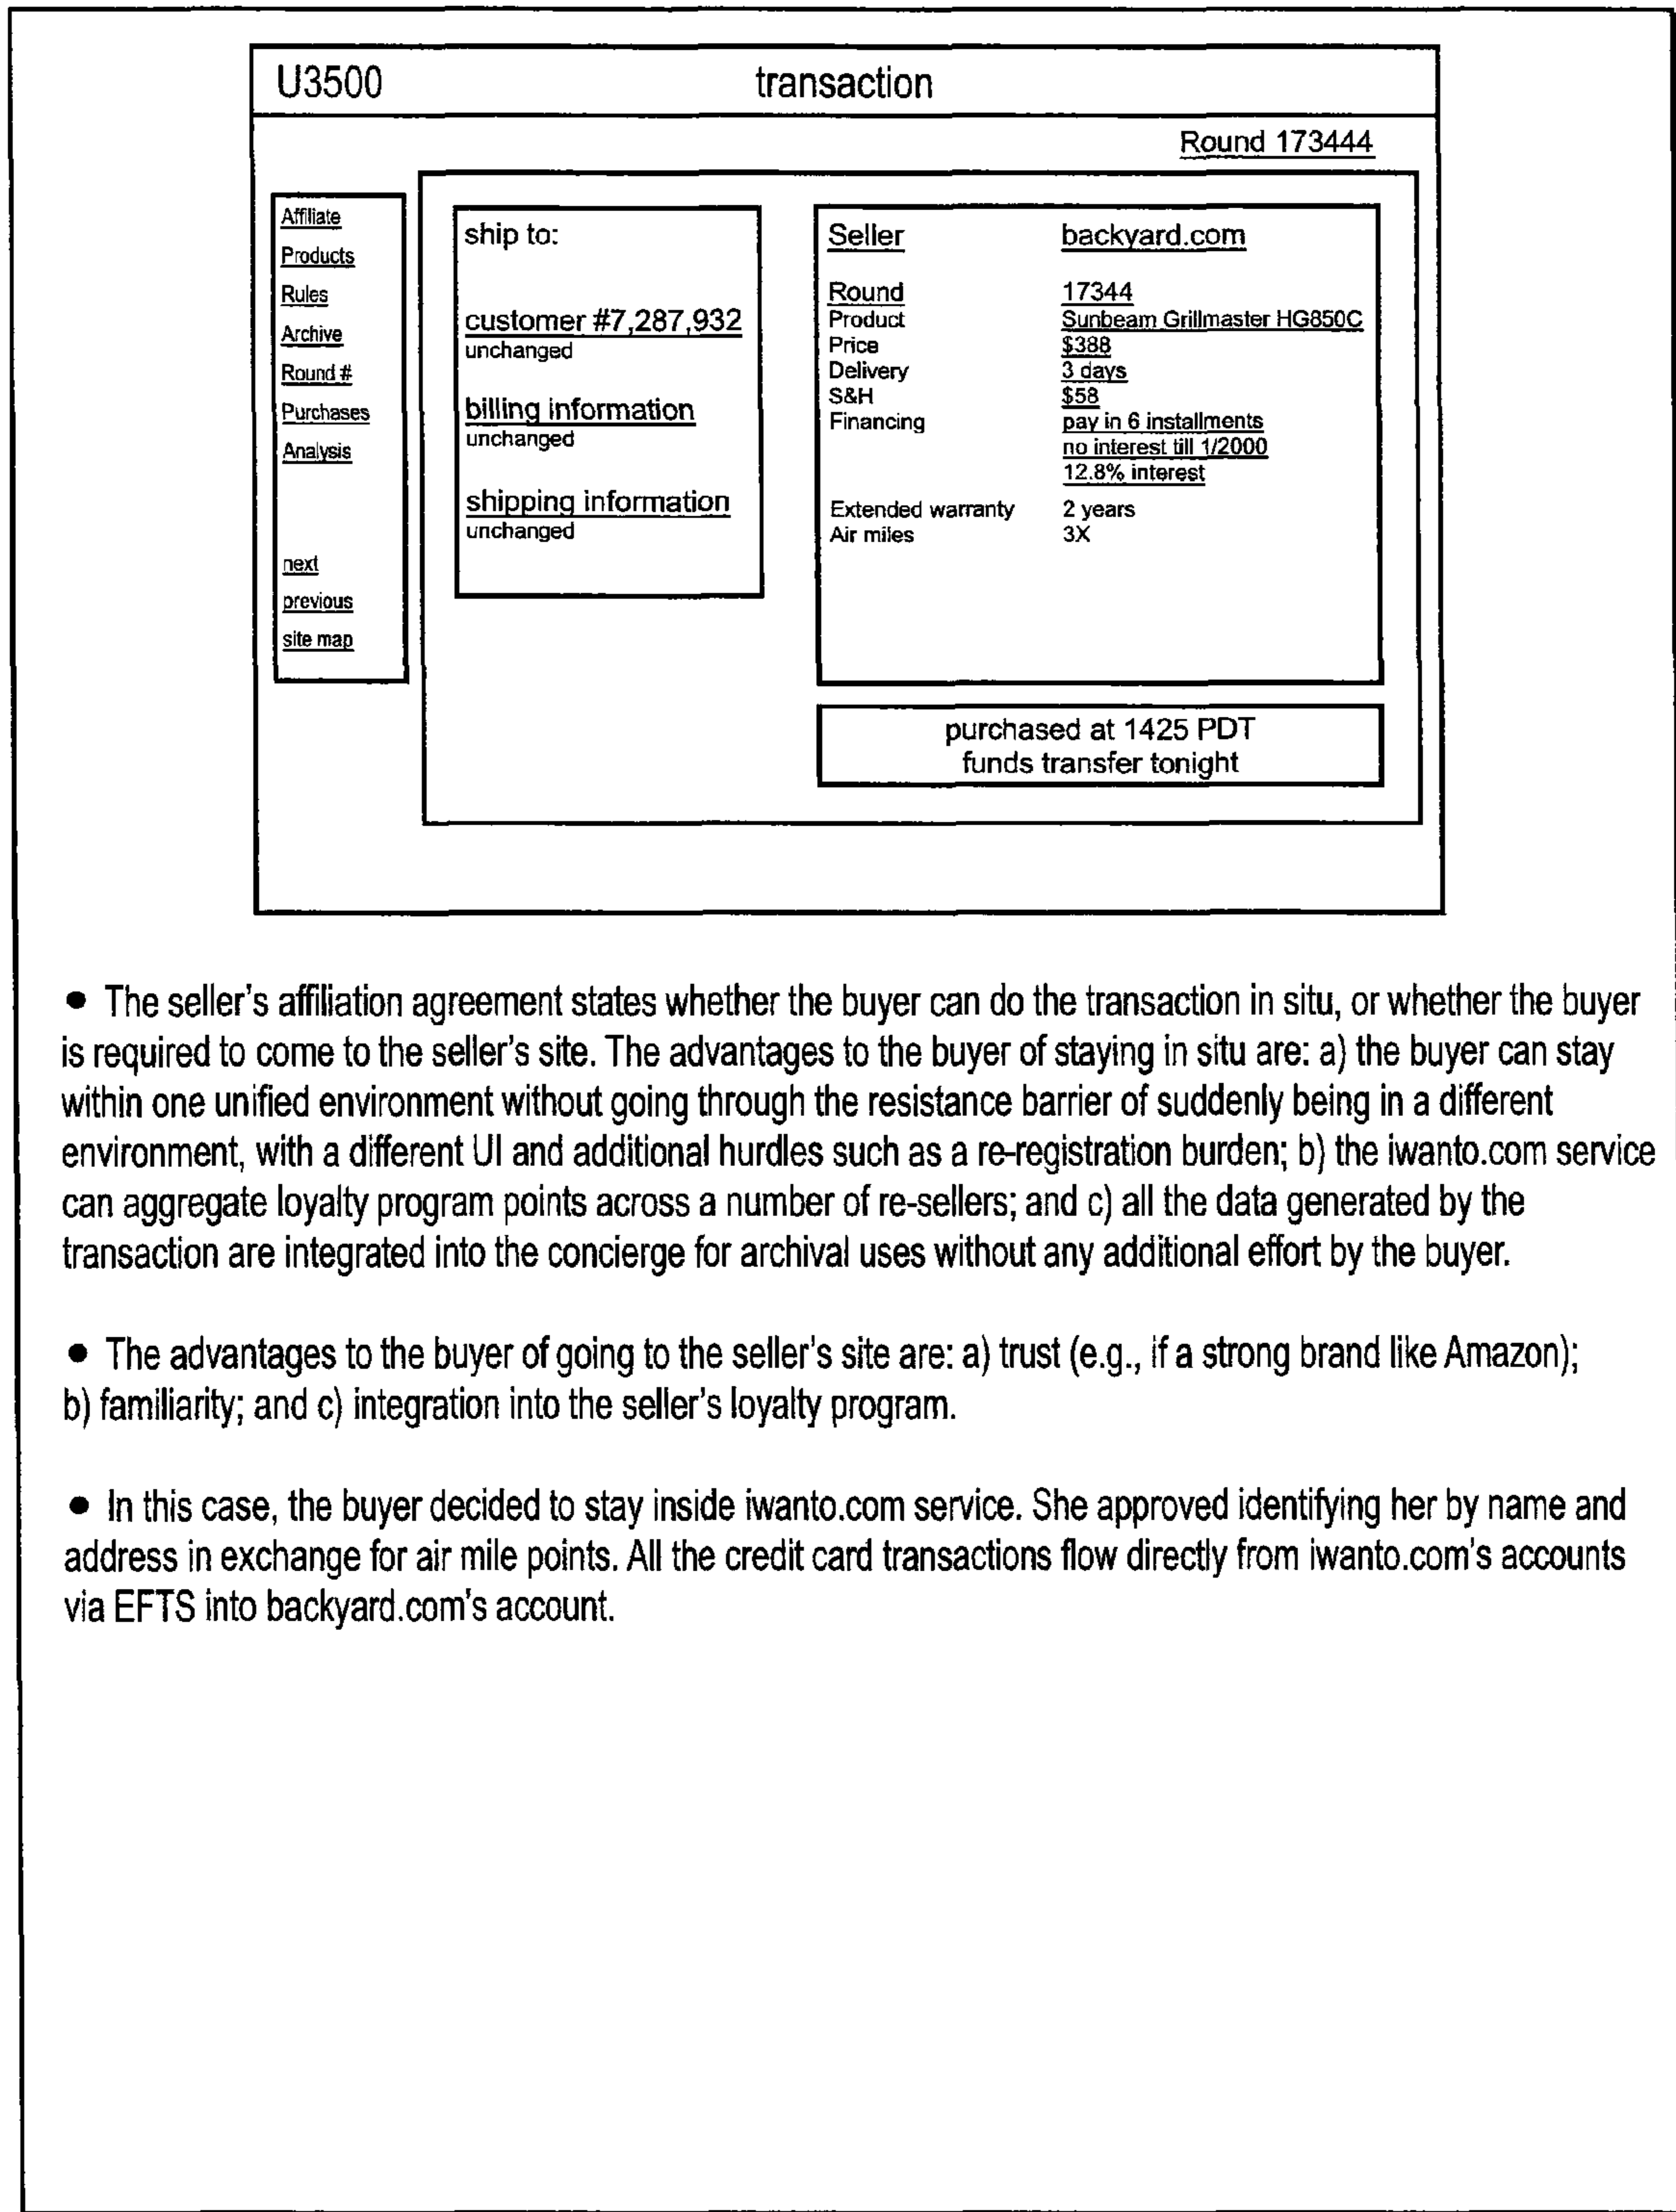 U3500 transaction
Round 173444
Affiliate
Products
Rules
Archive
Round #
Purchases
Analysis
next
previous
site map
ship to:
customer #7,287,932
unchanged
billing information
unchanged
shipping information
unchanged
Seller backyard.com
Round 17344
Product Sunbeam Grillmaster HG850C
Price $388
Delivery 3 days
S&H $58
Financing pay in 6 installments
no interest till 1/2000
12.8% interest
Extended warranty 2 years
Air miles 3X
purchased at 1425 PDT
funds transfer tonight
• The seller's affiliation agreement states whether the buyer can do the transaction in situ, or whether the buyer
is required to come to the seller's site. The advantages to the buyer of staying in situ are: a) the buyer can stay
within one unified environment without going through the resistance barrier of suddenly being in a different
environment, with a different UI and additional hurdles such as a re-registration burden; b) the iwanto.com service
can aggregate loyalty program points across a number of re-sellers; and c) all the data generated by the
transaction are integrated into the concierge for archival uses without any additional effort by the buyer.
• The advantages to the buyer of going to the seller's site are: a) trust (e.g., if a strong brand like Amazon);
b) familiarity; and c) integration into the seller's loyalty program.
• In this case, the buyer decided to stay inside iwanto.com service. She approved identifying her by name and
address in exchange for air mile points. All the credit card transactions flow directly from iwanto.com's accounts
via EFTS into backyard.com's account.